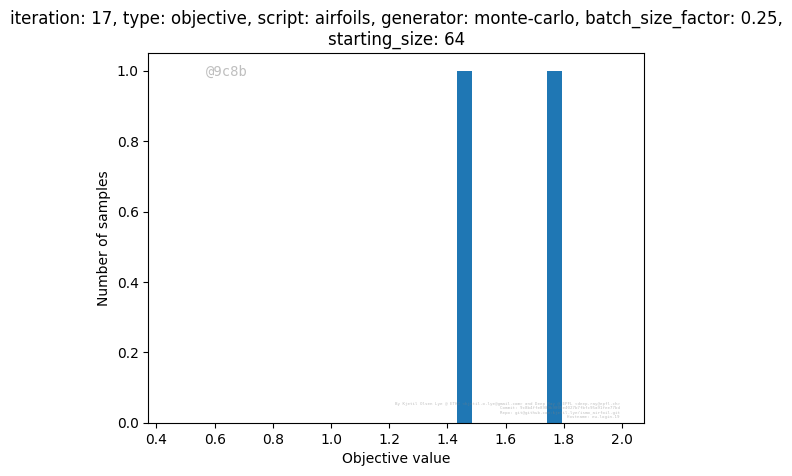 iteration: 17, type: objective, script: airfoils, generator: monte-carlo, batch_size_factor: 0.25,
starting_size: 64
@9c8b
1.0
0.8
0.6
0.4
0.2
0.0
Number of samples
0.4 0.6 0.8 1.0 1.2 1.4 1.6 1.8 2.0
Objective value